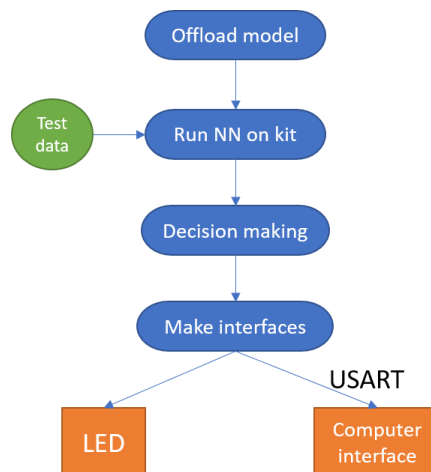 Offload model
Test
data
Run NN on kit
Decision making
Make interfaces
USART
LED
Computer
interface